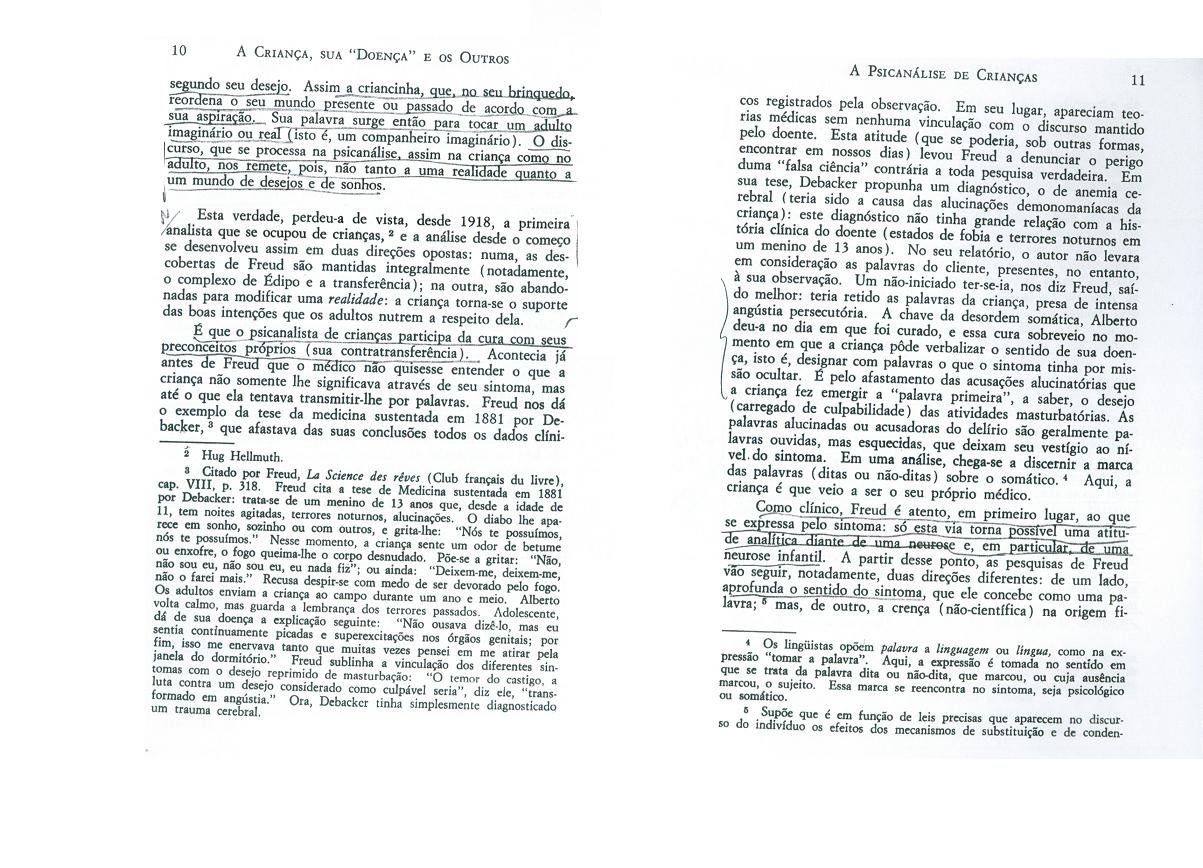 10 A CRIANÇA, SUA "DOENÇA" E OS OUTROS
segundo seu desejo. Assim a criancinha, que, no seu brinquedo,
reordena o seu mundo presente ou passado de acordo com a
sua aspiração. Sua palavra surge então para tocar um adulto
imaginário ou real (isto é, um companheiro imaginário). O dis-
curso, que se processa na psicanálise, assim na criança como no
adulto, nos remete, pois, não tanto a uma realidade quanto a
um mundo de desejos e de sonhos.
Esta verdade, perdeu-a de vista, desde 1918, a primeira
analista que se ocupou de crianças, 2 e a análise desde o começo
se desenvolveu assim em duas direções opostas: numa, as des-
cobertas de Freud são mantidas integralmente (notadamente,
o complexo de Édipo e a transferência); na outra, são abando-
nadas para modificar uma realidade: a criança torna-se o suporte
das boas intenções que os adultos nutrem a respeito dela.
É que o psicanalista de crianças participa da cura com seus
preconceitos próprios (sua contratransferência). Acontecia já
antes de Freud que o médico não quisesse entender o que a
criança não somente lhe significava através de seu sintoma, mas
até o que ela tentava transmitir-lhe por palavras. Freud nos dá
o exemplo da tese da medicina sustentada em 1881 por De-
backer, 3 que afastava das suas conclusões todos os dados clíni-
2 Hug Hellmuth.
3 Citado por Freud, La Science des rêves (Club français du livre),
cap. VIII, p. 318. Freud cita a tese de Medicina sustentada em 1881
por Debacker: trata-se de um menino de 13 anos que, desde a idade de
11, tem noites agitadas, terrores noturnos, alucinações. O diabo lhe apa-
rece em sonho, sozinho ou com outros, e grita-lhe: "Nós te possuímos,
nós te possuímos." Nesse momento, a criança sente um odor de betume
ou enxofre, o fogo queima-lhe o corpo desnudado. Põe-se a gritar: "Não,
não sou eu, não sou eu, eu nada fiz"; ou ainda: "Deixem-me, deixem-me,
não o farei mais." Recusa despir-se com medo de ser devorado pelo fogo.
Os adultos enviam a criança ao campo durante um ano e meio. Alberto
volta calmo, mas guarda a lembrança dos terrores passados. Adolescente,
dá de sua doença a explicação seguinte: "Não ousava dizê-lo, mas eu
sentia contínuamente picadas e superexcitações nos órgãos genitais; por
fim, isso me enervava tanto que muitas vezes pensei em me atirar pela
janela do dormitório." Freud sublinha a vinculação dos diferentes sin-
tomas com o desejo reprimido de masturbação: "O temor do castigo, a
luta contra um desejo considerado como culpável seria", diz ele, "trans-
formado em angústia." Ora, Debacker tinha simplesmente diagnosticado
um trauma cerebral.
A PSICANÁLISE DE CRIANÇAS 11
cos registrados pela observação. Em seu lugar, apareciam teo-
rias médicas sem nenhuma vinculação com o discurso mantido
pelo doente. Esta atitude (que se poderia, sob outras formas,
encontrar em nossos dias) levou Freud a denunciar o perigo
duma "falsa ciência" contrária a toda pesquisa verdadeira. Em
sua tese, Debacker propunha um diagnóstico, o de anemia ce-
rebral (teria sido a causa das alucinações demonomaníacas da
criança): este diagnóstico não tinha grande relação com a his-
tória clínica do doente (estados de fobia e terrores noturnos em
um menino de 13 anos). No seu relatório, o autor não levara
em consideração as palavras do cliente, presentes, no entanto,
à sua observação. Um não-iniciado ter-se-ia, nos diz Freud, saí-
do melhor: teria retido as palavras da criança, presa de intensa
angústia persecutória. A chave da desordem somática, Alberto
deu-a no dia em que foi curado, e essa cura sobreveio no mo-
mento em que a criança pôde verbalizar o sentido de sua doen-
ça, isto é, designar com palavras o que o sintoma tinha por mis-
são ocultar. É pelo afastamento das acusações alucinatórias que
a criança fez emergir a "palavra primeira", a saber, o desejo
(carregado de culpabilidade) das atividades masturbatórias. As
palavras alucinadas ou acusadoras do delírio são geralmente pa-
lavras ouvidas, mas esquecidas, que deixam seu vestígio ao ní-
vel do sintoma. Em uma análise, chega-se a discernir a marca
das palavras (ditas ou não-ditas) sobre o somático. 4 Aqui, a
criança é que veio a ser o seu próprio médico.
Como clínico, Freud é atento, em primeiro lugar, ao que
se expressa pelo sintoma: só esta via torna possível uma atitu-
de analítica diante de uma neurose e, em particular, de uma
neurose infantil. A partir desse ponto, as pesquisas de Freud
vão seguir, notadamente, duas direções diferentes: de um lado,
aprofunda o sentido do sintoma, que ele concebe como uma pa-
lavra; 5 mas, de outro, a crença (não-científica) na origem fi-
4 Os lingüistas opõem palavra a linguagem ou língua, como na ex-
pressão "tomar a palavra". Aqui, a expressão é tomada no sentido em
que se trata da palavra dita ou não-dita, que marcou, ou cuja ausência
marcou, o sujeito. Essa marca se reencontra no sintoma, seja psicológico
ou somático.
5 Supõe que é em função de leis precisas que aparecem no discur-
so do indivíduo os efeitos dos mecanismos de substituição e de conden-